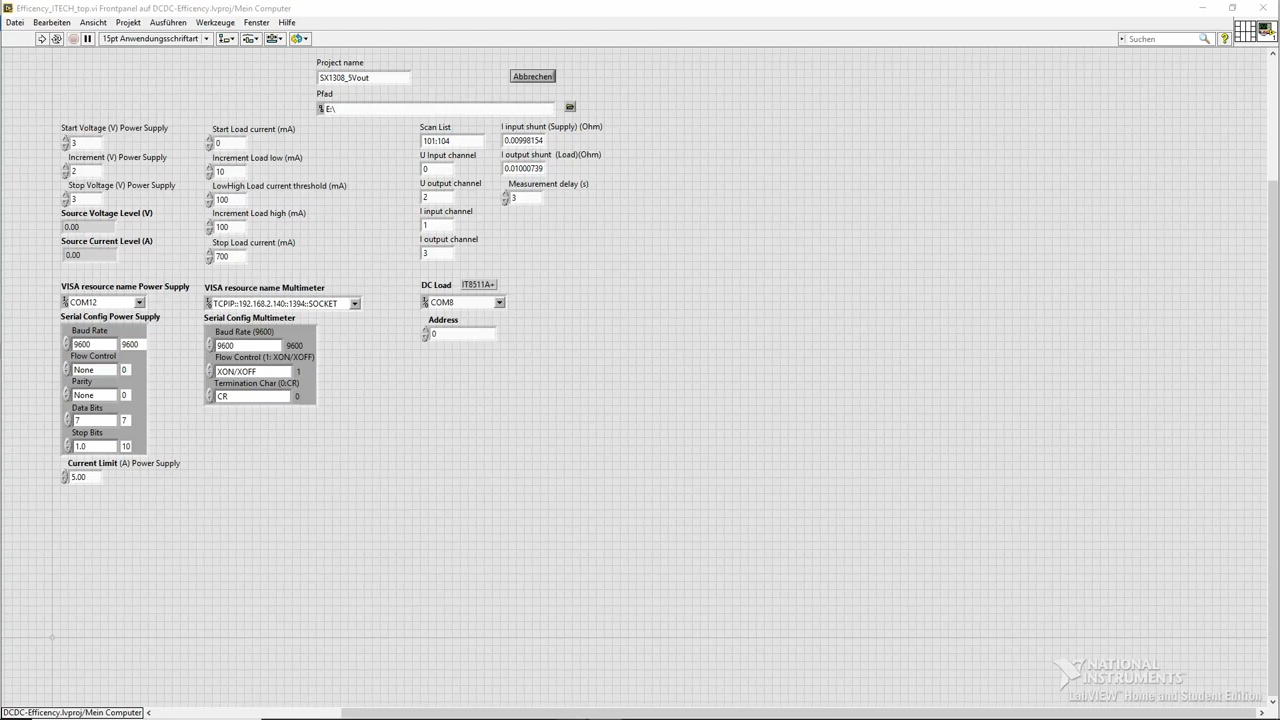 Efficency_ITECH_top.vi Frontpanel auf DCDC-Efficency.lvproj/Mein Computer
Datei Bearbeiten Ansicht Projekt Ausführen Werkzeuge Fenster Hilfe
15pt Anwendungsschriftart
Suchen
Project name
SX1308_5Vout
Abbrechen
Pfad
E:\
Start Voltage (V) Power Supply
3
Increment (V) Power Supply
2
Stop Voltage (V) Power Supply
3
Source Voltage Level (V)
0.00
Source Current Level (A)
0.00
Start Load current (mA)
0
Increment Load low (mA)
10
LowHigh Load current threshold (mA)
100
Increment Load high (mA)
100
Stop Load current (mA)
700
Scan List
101:104
U Input channel
0
U output channel
2
I input channel
1
I output channel
3
I input shunt (Supply) (Ohm)
0.00998154
I output shunt (Load)(Ohm)
0.01000739
Measurement delay (s)
3
VISA resource name Power Supply
COM12
Serial Config Power Supply
Baud Rate
9600 9600
Flow Control
None 0
Parity
None 0
Data Bits
7 7
Stop Bits
1.0 10
Current Limit (A) Power Supply
5.00
VISA resource name Multimeter
TCPIP::192.168.2.140::1394::SOCKET
Serial Config Multimeter
Baud Rate (9600)
9600 9600
Flow Control (1: XON/XOFF)
XON/XOFF 1
Termination Char (0:CR)
CR 0
DC Load IT8511A+
COM8
Address
0
NATIONAL
INSTRUMENTS
LabVIEW Home and Student Edition
DCDC-Efficency.lvproj/Mein Computer